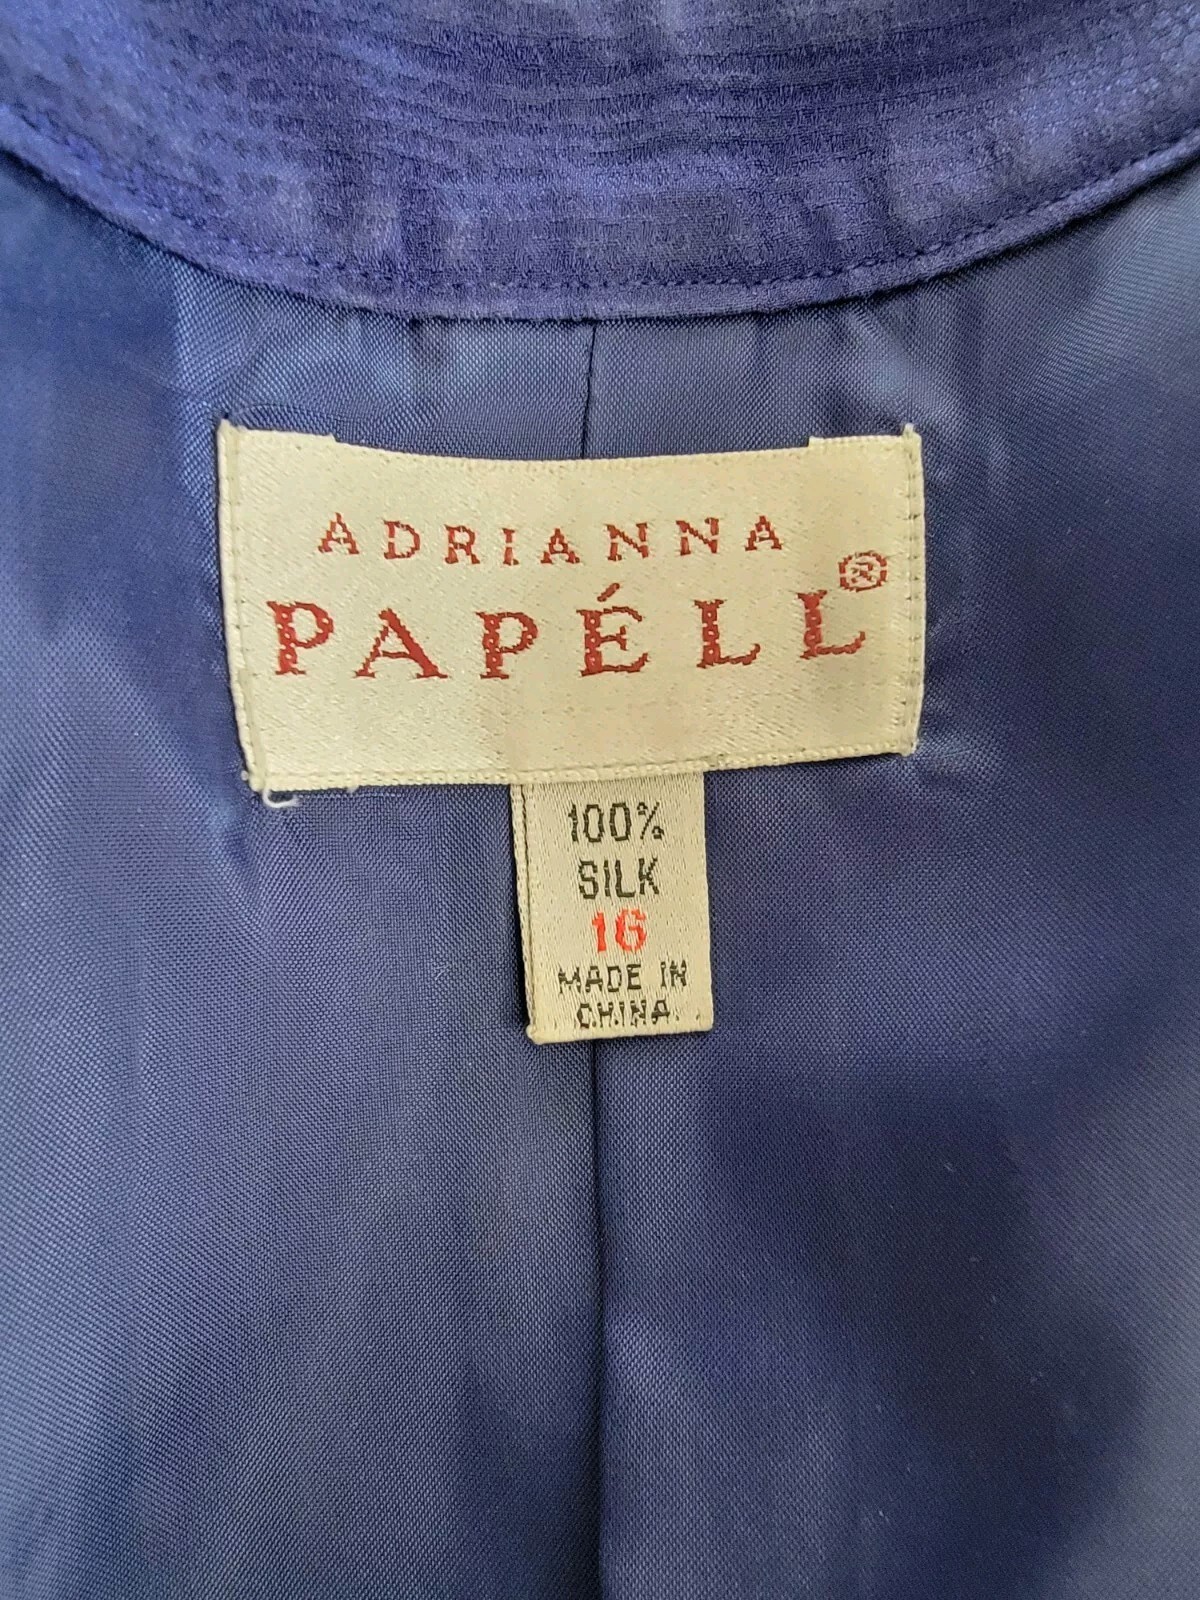 ADRIANNA
PAPÉLL®
100%
SILK
16
MADE IN
CHINA